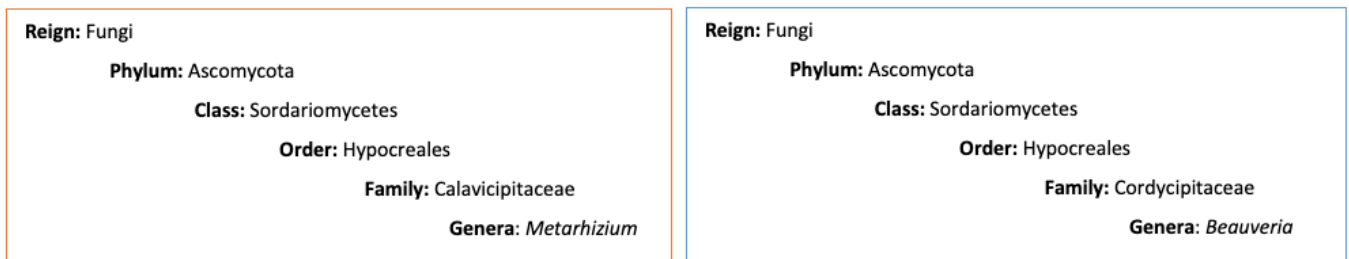 Reign: Fungi
Phylum: Ascomycota
Class: Sordariomycetes
Order: Hypocreales
Family: Calavicipitaceae
Genera: Metarhizium
Reign: Fungi
Phylum: Ascomycota
Class: Sordariomycetes
Order: Hypocreales
Family: Cordycipitaceae
Genera: Beauveria